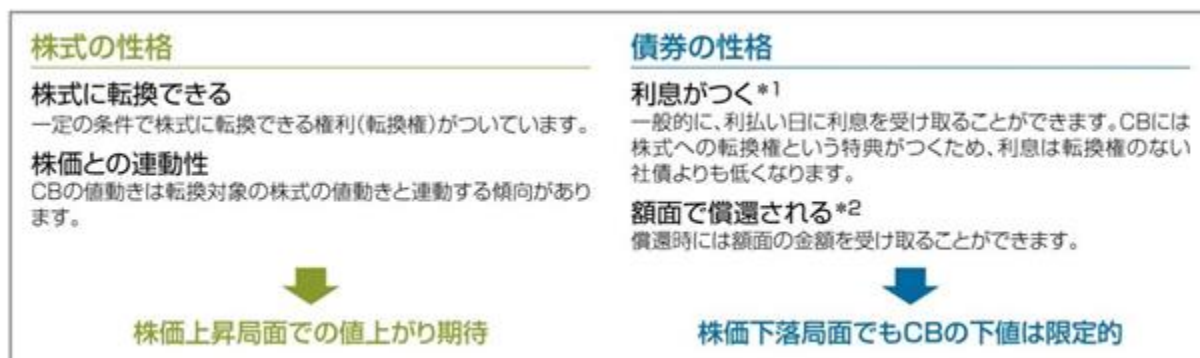 株式の性格
株式に転換できる
一定の条件で株式に転換できる権利(転換権)がついています。
株価との連動性
CBの値動きは転換対象の株式の値動きと連動する傾向があり
ます。
株価上昇局面での値上がり期待
債券の性格
利息がつく*1
一般的に、利払い日に利息を受け取ることができます。CBには
株式への転換権という特典がつくため、利息は転換権のない
社債よりも低くなります。
額面で償還される*2
償還時には額面の金額を受け取ることができます。
株価下落局面でもCBの下値は限定的